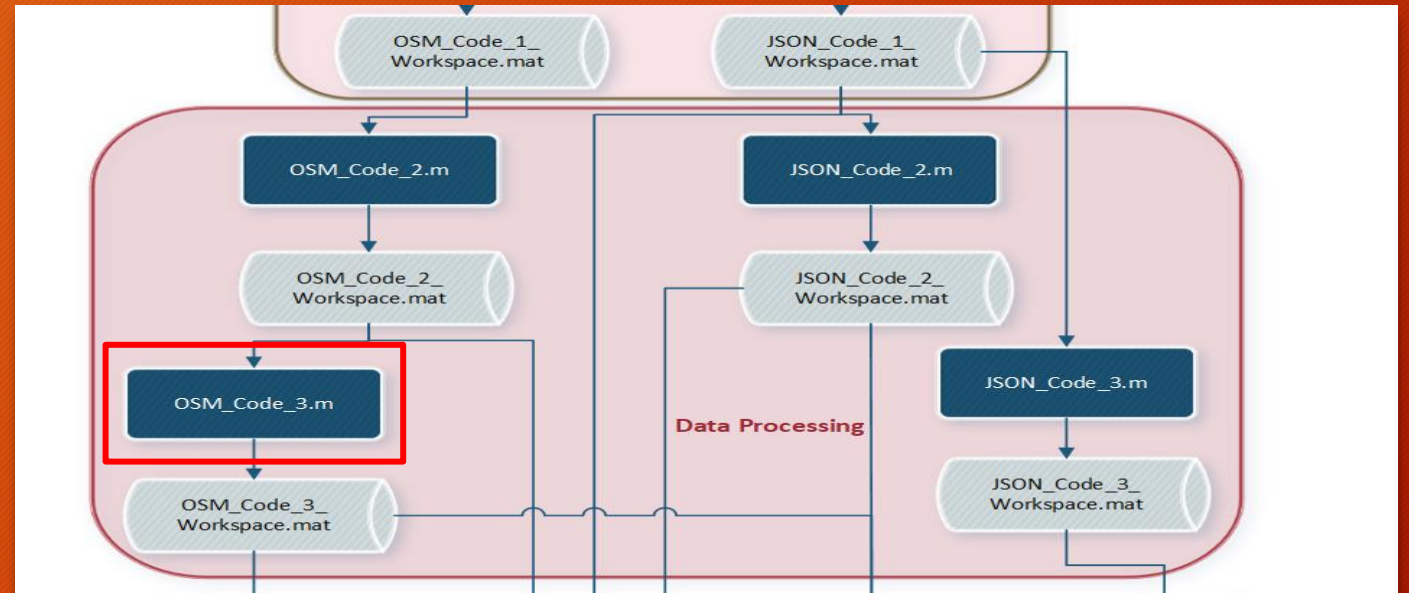 OSM_Code_1_
Workspace.mat
JSON_Code_1_
Workspace.mat
OSM_Code_2.m
JSON_Code_2.m
OSM_Code_2_
Workspace.mat
JSON_Code_2_
Workspace.mat
OSM_Code_3.m
JSON_Code_3.m
Data Processing
OSM_Code_3_
Workspace.mat
JSON_Code_3_
Workspace.mat